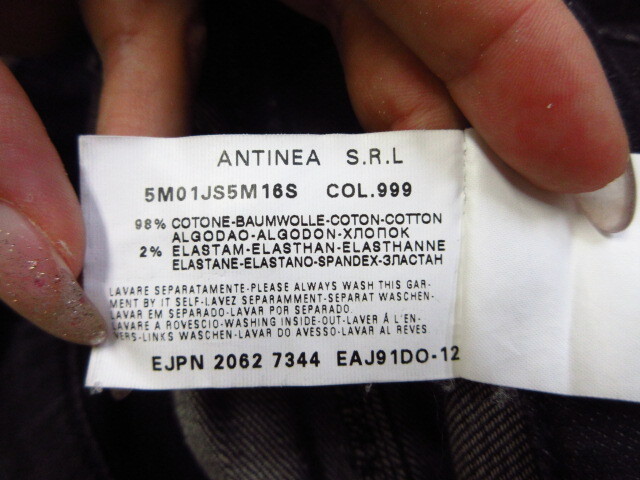 ANTINEA S.R.L
5M01JS5M16S COL.999
98% COTONE-BAUMWOLLE-COTON-COTTON
ALGODAO-ALGODON-ХЛОПОК
2% ELASTAM-ELASTHAN-ELASTHANNE
ELASTANE-ELASTANO-SPANDEX-ЭЛАСТАН
LAVARE SEPARATAMENTE-PLEASE ALWAYS WASH THIS GAR-
MENT BY IT SELF-LAVEZ SEPARAMMENT-SEPARAT WASCHEN-
LAVAR EM SEPARADO-LAVAR POR SEPARADO
LAVARE A ROVESCIO-WASHING INSIDE-OUT-LAVER Á L'EN-
VERS-LINKS WASCHEN-LAVAR DO AVESSO-LAVAR AL REVES
EJPN 2062 7344 EAJ91DO-12